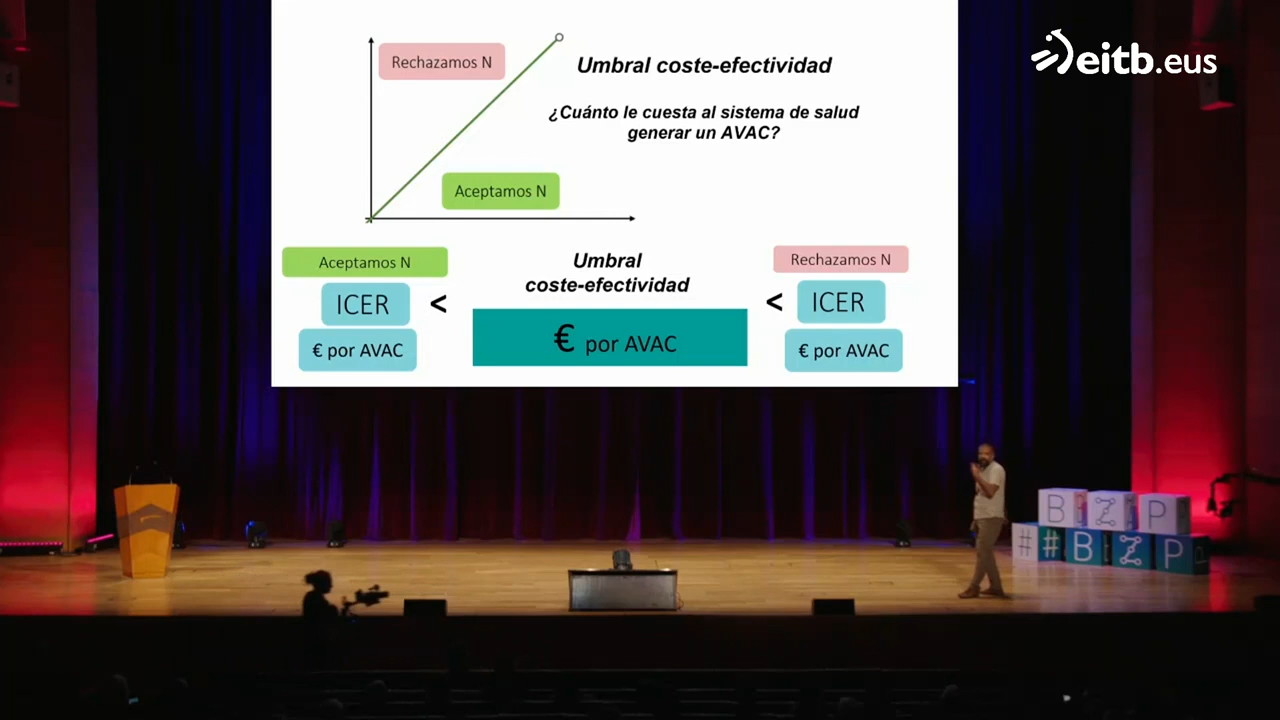 eitb.eus
Rechazamos N
Umbral coste-efectividad
¿Cuánto le cuesta al sistema de salud
generar un AVAC?
Aceptamos N
Aceptamos N
Umbral
coste-efectividad
Rechazamos N
ICER
<
€ por AVAC
<
ICER
€ por AVAC
€ por AVAC
B Z P
# # B Z P